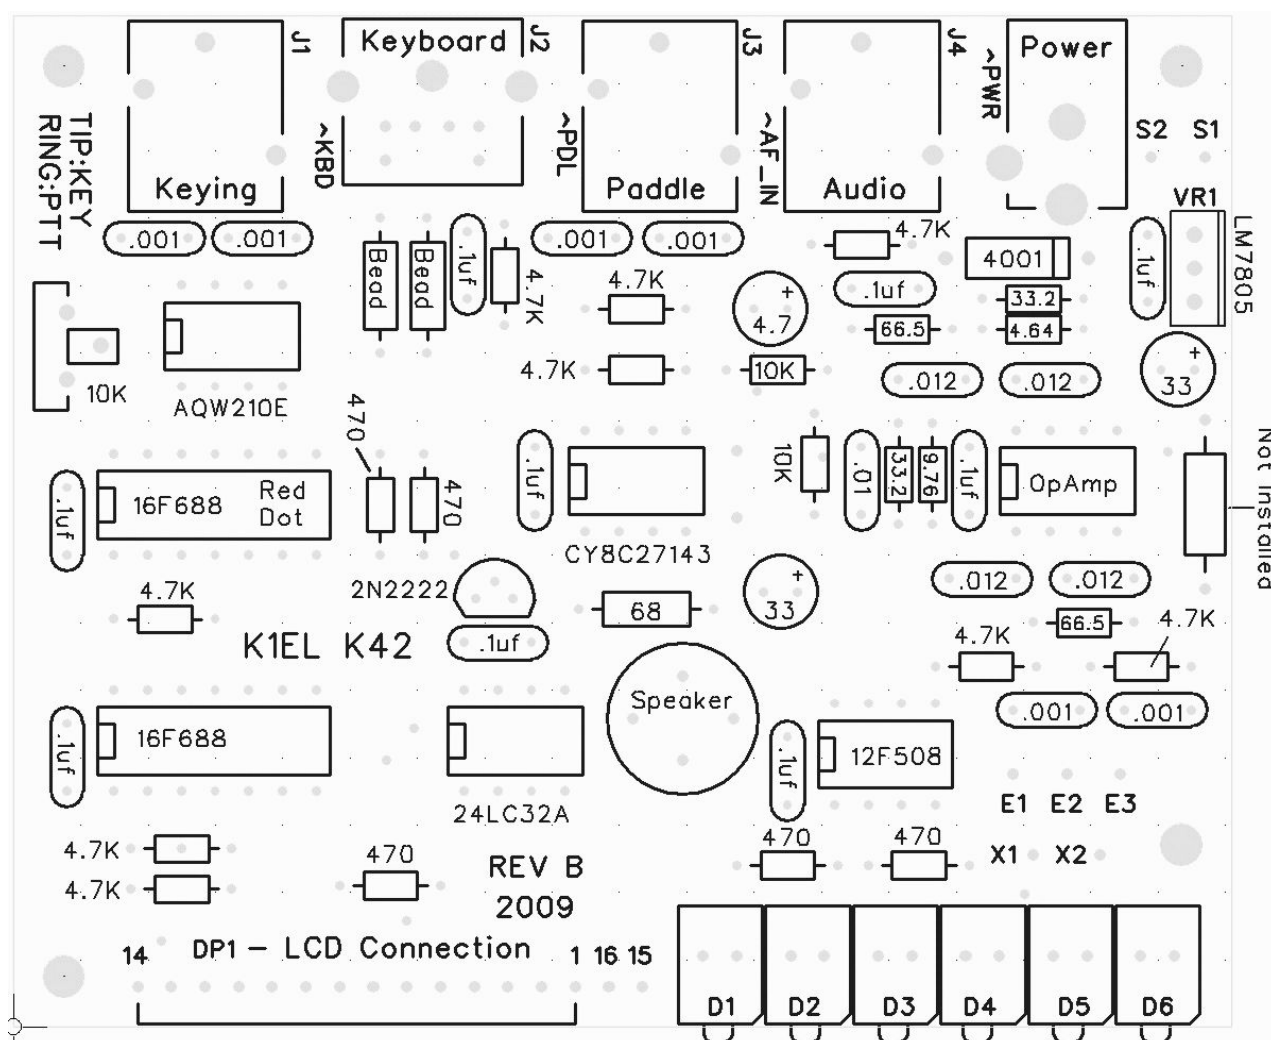 J1
Keyboard
J2
J3
J4
Power
^PWR
S2
S1
TIP:KEY
RING:PTT
^KBD
^PDL
^AF_IN
Keying
Paddle
Audio
VR1
LM7805
.001
.001
Bead
Bead
.1uf
4.7K
.001
.001
4.7K
4001
.1uf
4.7K
+
4.7
.1uf
33.2
66.5
4.64
10K
AQW210E
4.7K
10K
.012
.012
+
33
470
470
.1uf
16F688
Red
Dot
.1uf
CY8C27143
10K
.01
33.2
9.76
.1uf
OpAmp
Not Installed
4.7K
2N2222
.1uf
68
+
33
.012
.012
66.5
4.7K
4.7K
K1EL K42
Speaker
.001
.001
.1uf
16F688
24LC32A
.1uf
12F508
E1
E2
E3
4.7K
4.7K
470
REV B
2009
470
470
X1
X2
14
DP1 - LCD Connection
1
16
15
D1
D2
D3
D4
D5
D6